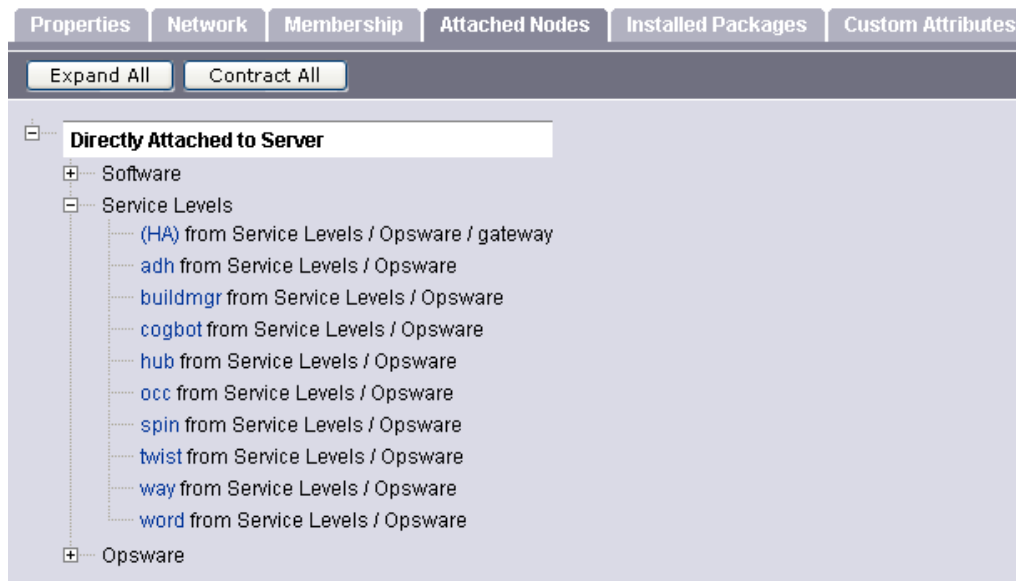 Properties Network Membership Attached Nodes Installed Packages Custom Attributes
Expand All Contract All
Directly Attached to Server
Software
Service Levels
(HA) from Service Levels / Opsware / gateway
adh from Service Levels / Opsware
buildmgr from Service Levels / Opsware
cogbot from Service Levels / Opsware
hub from Service Levels / Opsware
occ from Service Levels / Opsware
spin from Service Levels / Opsware
twist from Service Levels / Opsware
way from Service Levels / Opsware
word from Service Levels / Opsware
Opsware